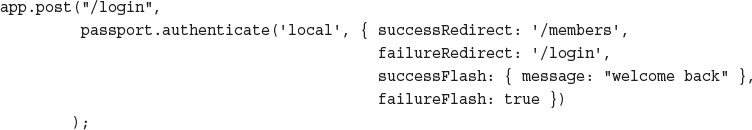 app.post("/login",
passport.authenticate('local', { successRedirect: '/members',
failureRedirect: '/login',
successFlash: { message: "welcome back" },
failureFlash: true })
);